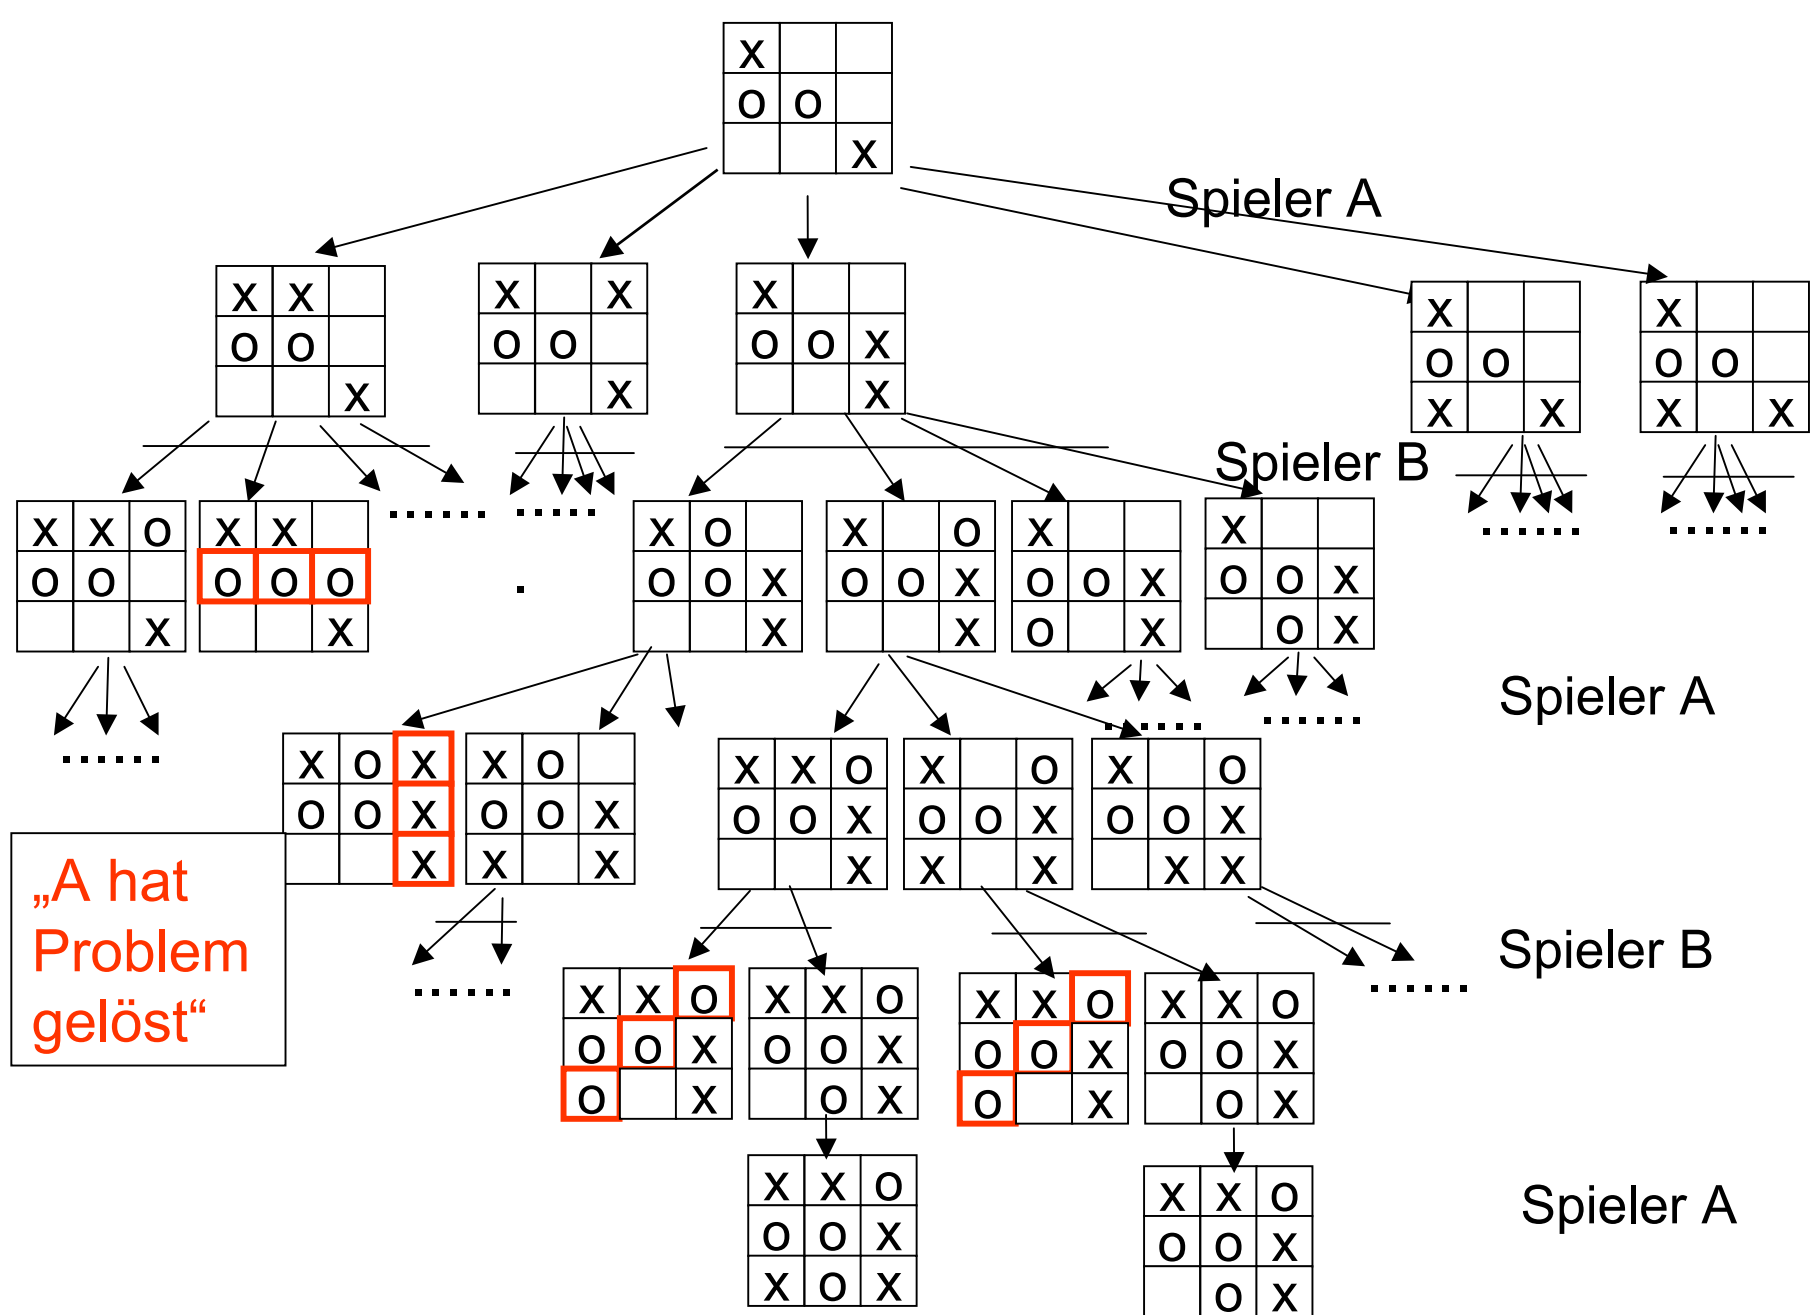 x
o o
x
Spieler A
x x
o o
x
x x
o o
x
x
o o x
x
x
o o
x x
x
o o
x x
Spieler B
x x o
o o
x
x x
o o o
x
x o
o o x
x
x o
o o x
x
x
o o x
o x
x
o o x
o x
Spieler A
x o x
o o x
x
x o
o o x
x x
x x o
o o x
x
x o
o o x
x x
x o
o o x
x x
„A hat
Problem
gelöst“
Spieler B
x x o
o o x
o x
x x o
o o x
o x
x x o
o o x
o x
x x o
o o x
o x
Spieler A
x x o
o o x
x o x
x x o
o o x
o x